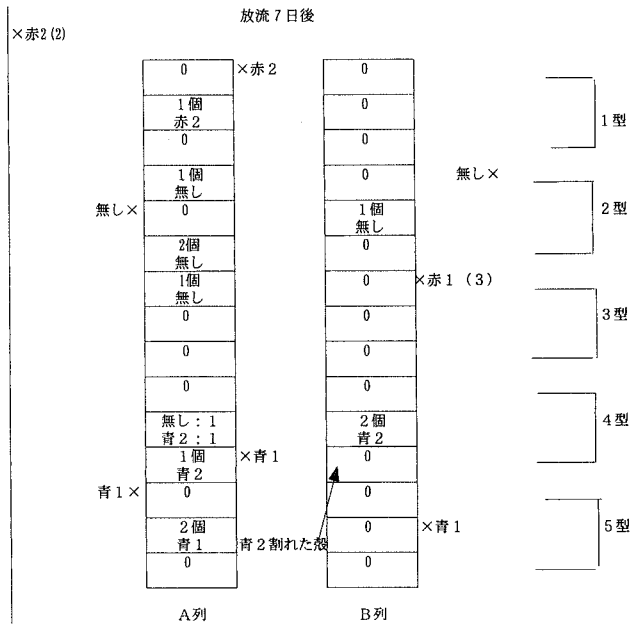 放流7日後
×赤2(2)
0 ×赤2 0
1個
赤2
0
1型
0 0
1個
無し
0 無し×
無し× 0
1個
無し
2型
2個
無し
0
1個
無し
0 ×赤1(3)
0 0
3型
0 0
0 0
無し:1
青2:1
2個
青2
4型
1個
青2
×青1 0
青1× 0 0
2個
青1
青2割れた殻
0 ×青1
5型
0 0
A列 B列